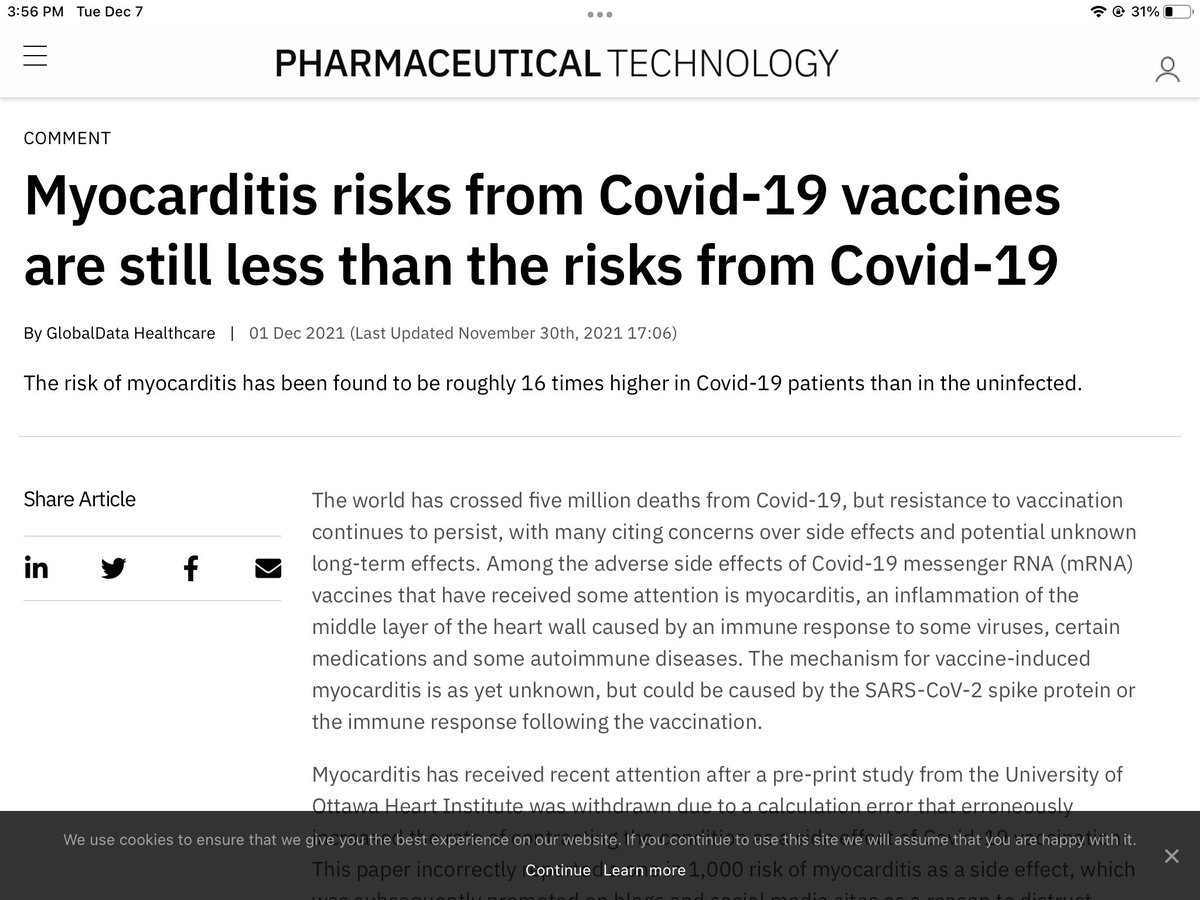 3:56 PM Tue Dec 7
31%
PHARMACEUTICAL TECHNOLOGY
COMMENT
Myocarditis risks from Covid-19 vaccines
are still less than the risks from Covid-19
By GlobalData Healthcare | 01 Dec 2021 (Last Updated November 30th, 2021 17:06)
The risk of myocarditis has been found to be roughly 16 times higher in Covid-19 patients than in the uninfected.
Share Article
The world has crossed five million deaths from Covid-19, but resistance to vaccination
continues to persist, with many citing concerns over side effects and potential unknown
long-term effects. Among the adverse side effects of Covid-19 messenger RNA (mRNA)
vaccines that have received some attention is myocarditis, an inflammation of the
middle layer of the heart wall caused by an immune response to some viruses, certain
medications and some autoimmune diseases. The mechanism for vaccine-induced
myocarditis is as yet unknown, but could be caused by the SARS-CoV-2 spike protein or
the immune response following the vaccination.
Myocarditis has received recent attention after a pre-print study from the University of
Ottawa Heart Institute was withdrawn due to a calculation error that erroneously
We use cookies to ensure that we give you the best experience on our website. If you continue to use this site we will assume that you are happy with it.
This paper incorrectly 1,000 risk of myocarditis as a side effect, which
Continue Learn more